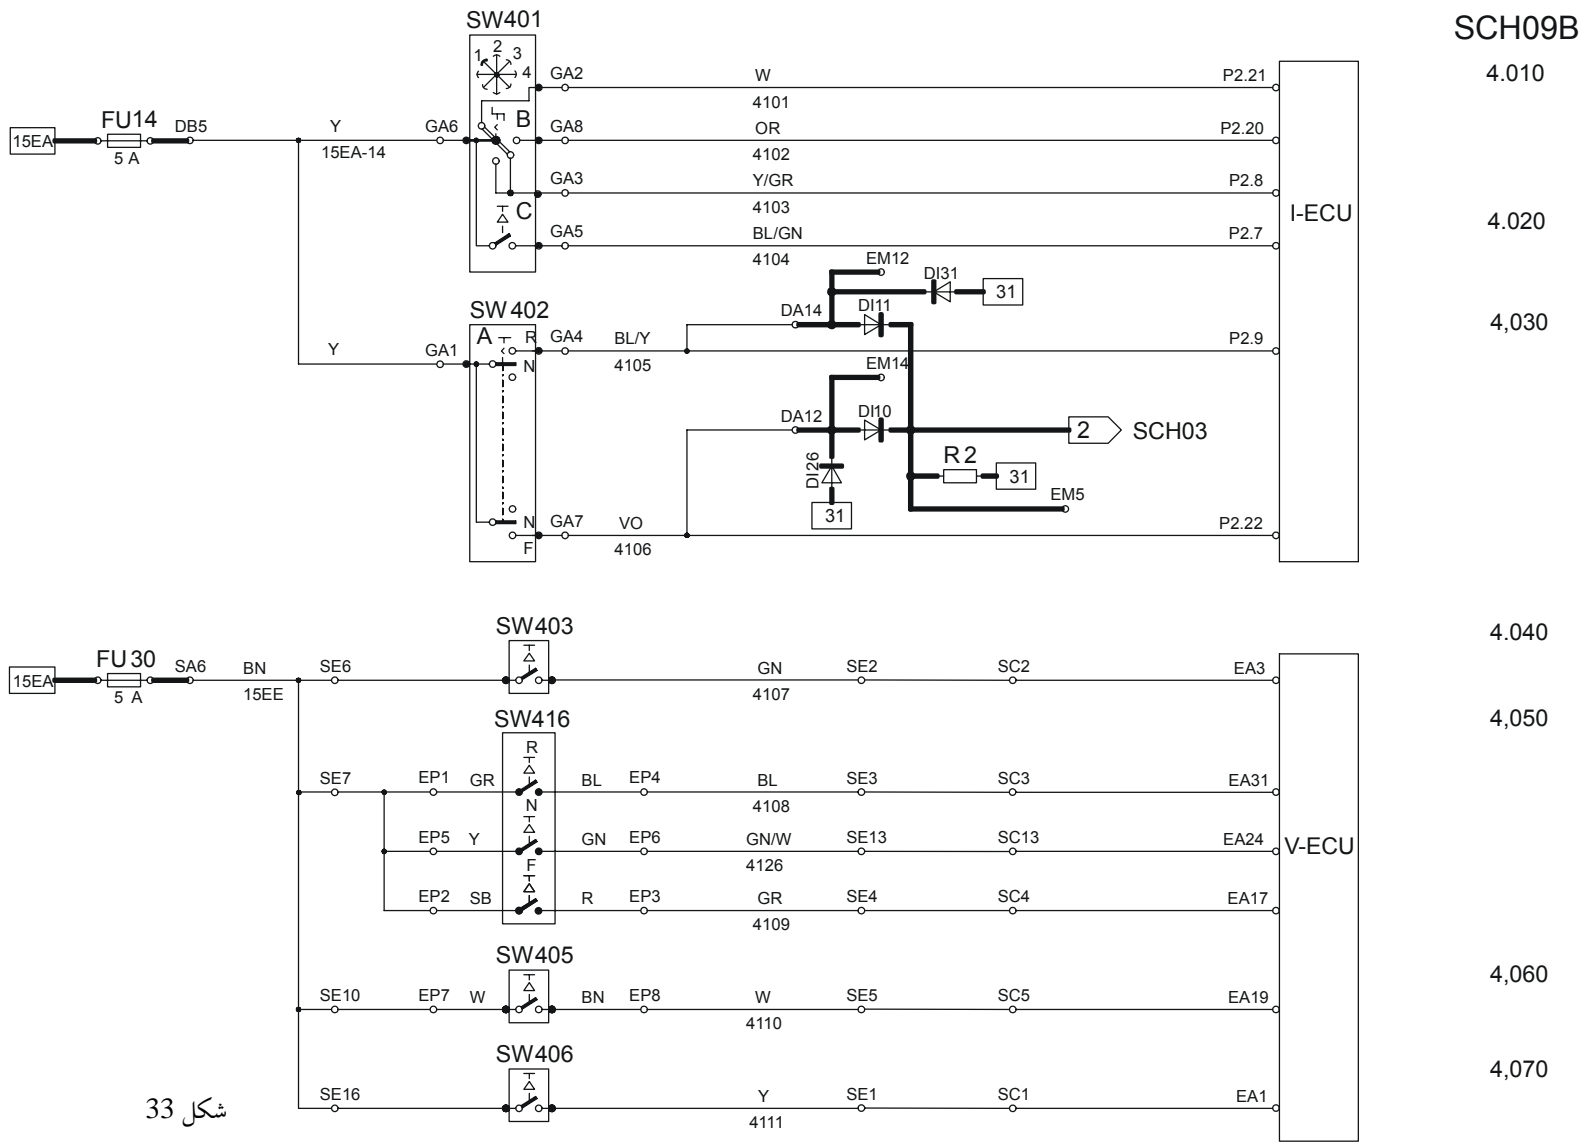 SW401
SCH09B
1 2 3 4
GA2 W P2.21 4.010
4101
FU14
15EA DB5 Y GA6 B GA8 OR P2.20
5 A 15EA-14 4102
GA3 Y/GR P2.8
4103
I-ECU
C GA5 BL/GN P2.7 4.020
4104
EM12
DI31
31
SW402 DA14 DI11 4,030
A R GA4 BL/Y P2.9
Y GA1 N 4105
EM14
DA12 DI10
2 SCH03
R2
DI26 31
EM5
31
N GA7 VO P2.22
F 4106
SW403 4.040
FU30
15EA SA6 BN SE6 GN SE2 SC2 EA3
5 A 15EE 4107
SW416 4,050
R
SE7 EP1 GR BL EP4 BL SE3 SC3 EA31
N 4108
EP5 Y GN EP6 GN/W SE13 SC13 EA24 V-ECU
F 4126
EP2 SB R EP3 GR SE4 SC4 EA17
4109
SW405 4,060
SE10 EP7 W BN EP8 W SE5 SC5 EA19
4110
SW406 4,070
SE16 Y SE1 SC1 EA1
4111
شكل 33